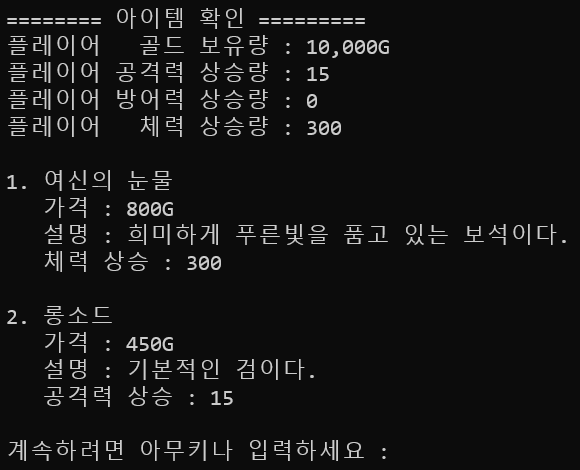 ======== 아이템 확인 =========
플레이어   골드 보유량 : 10,000G
플레이어 공격력 상승량 : 15
플레이어 방어력 상승량 : 0
플레이어   체력 상승량 : 300
1. 여신의 눈물
가격 : 800G
설명 : 희미하게 푸른빛을 품고 있는 보석이다.
체력 상승 : 300
2. 롱소드
가격 : 450G
설명 : 기본적인 검이다.
공격력 상승 : 15
계속하려면 아무키나 입력하세요 :